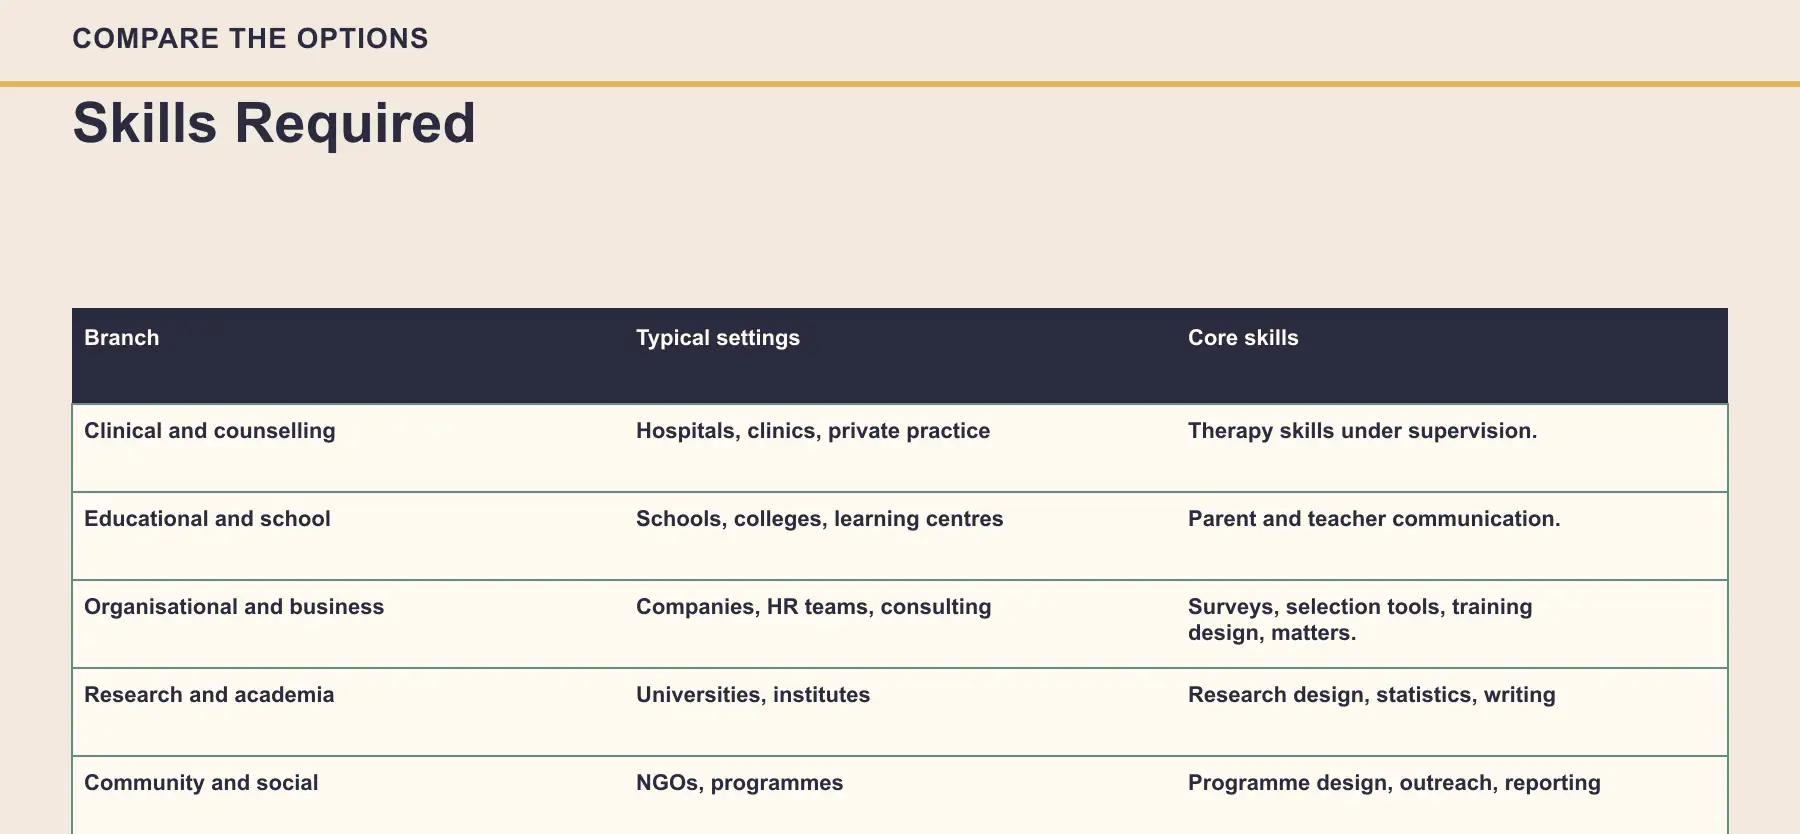 COMPARE THE OPTIONS
Skills Required
Branch
Typical settings
Core skills
Clinical and counselling
Hospitals, clinics, private practice
Therapy skills under supervision.
Educational and school
Schools, colleges, learning centres
Parent and teacher communication.
Organisational and business
Companies, HR teams, consulting
Surveys, selection tools, training
design, matters.
Research and academia
Universities, institutes
Research design, statistics, writing
Community and social
NGOs, programmes
Programme design, outreach, reporting